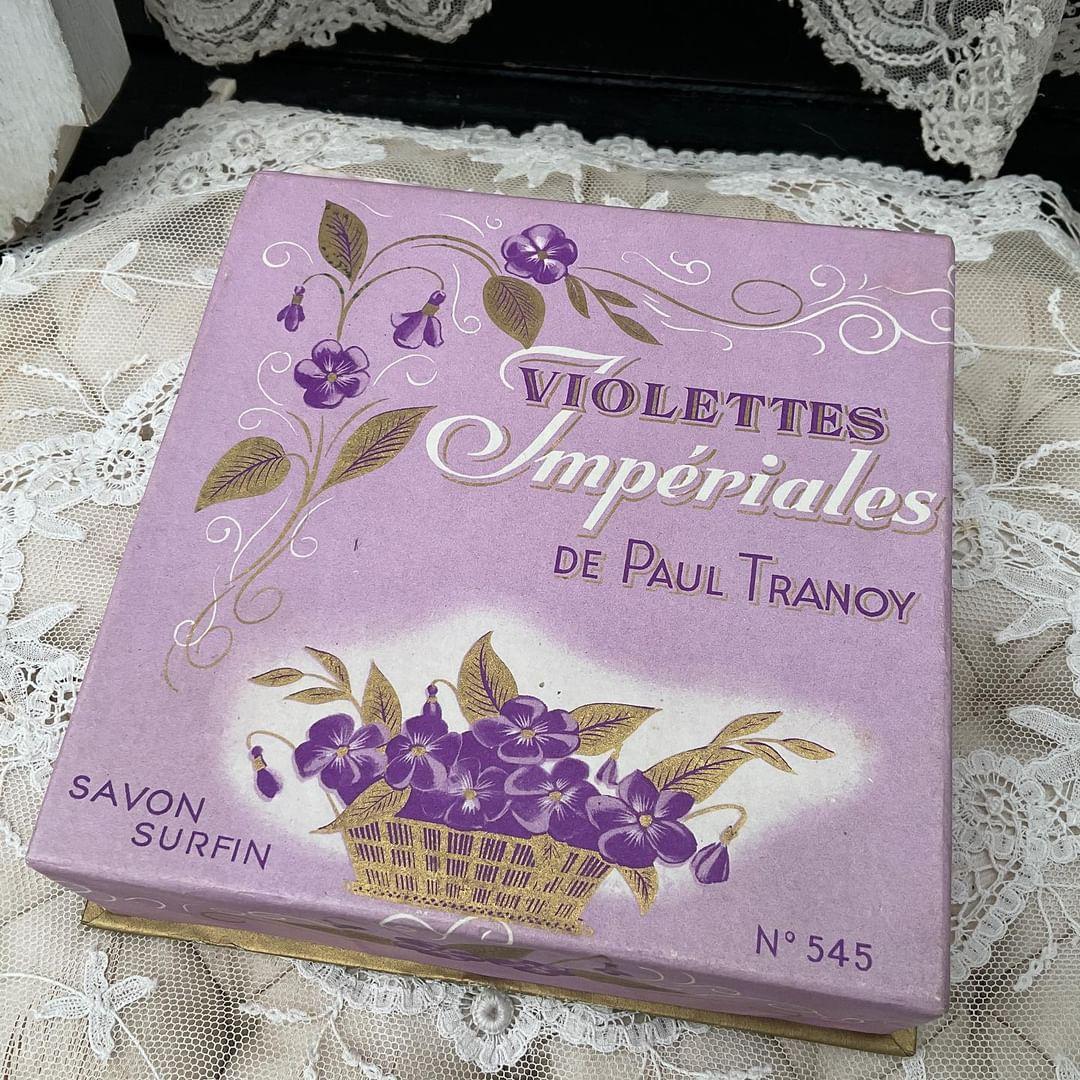 VIOLETTES
Impériales
DE PAUL TRANOY
SAVON
SURFIN
N° 545